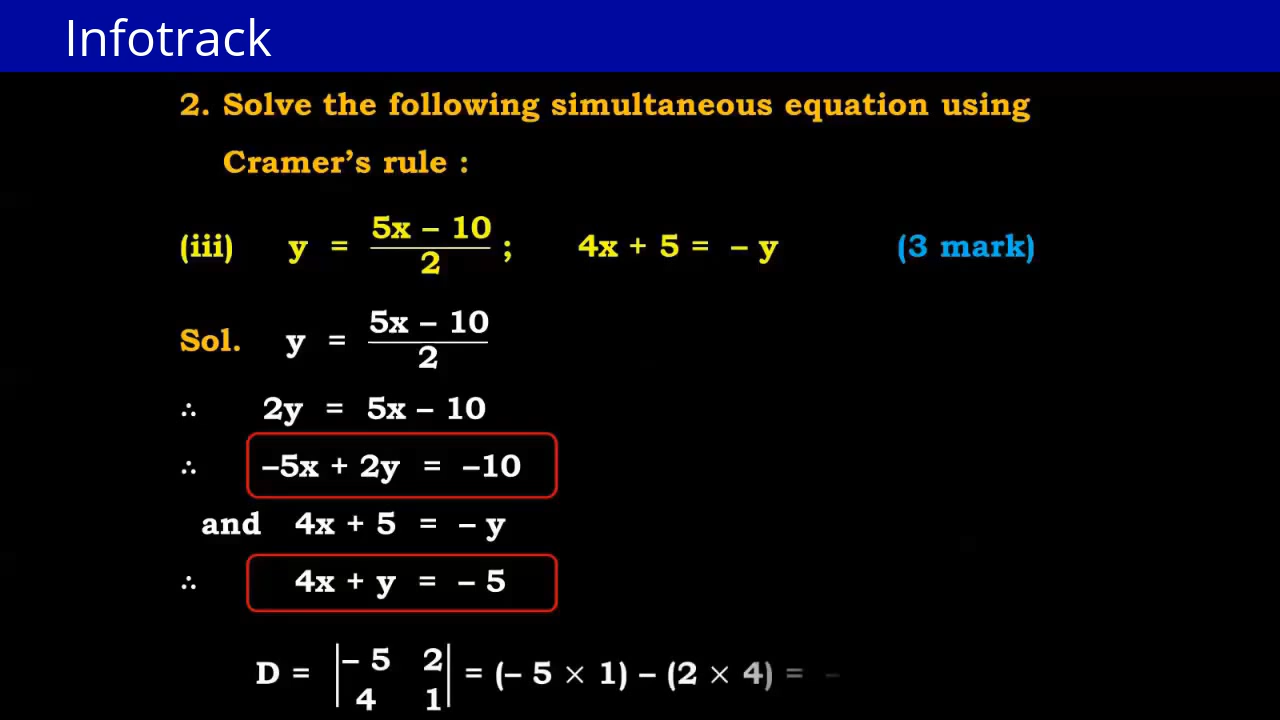 Infotrack
2. Solve the following simultaneous equation using
Cramer's rule :
(iii) y = 5x – 10 / 2 ; 4x + 5 = – y (3 mark)
Sol. y = 5x – 10 / 2
∴ 2y = 5x – 10
∴ –5x + 2y = –10
and 4x + 5 = – y
∴ 4x + y = – 5
D = | – 5 2 | = (– 5 × 1) – (2 × 4) = –
| 4 1 |